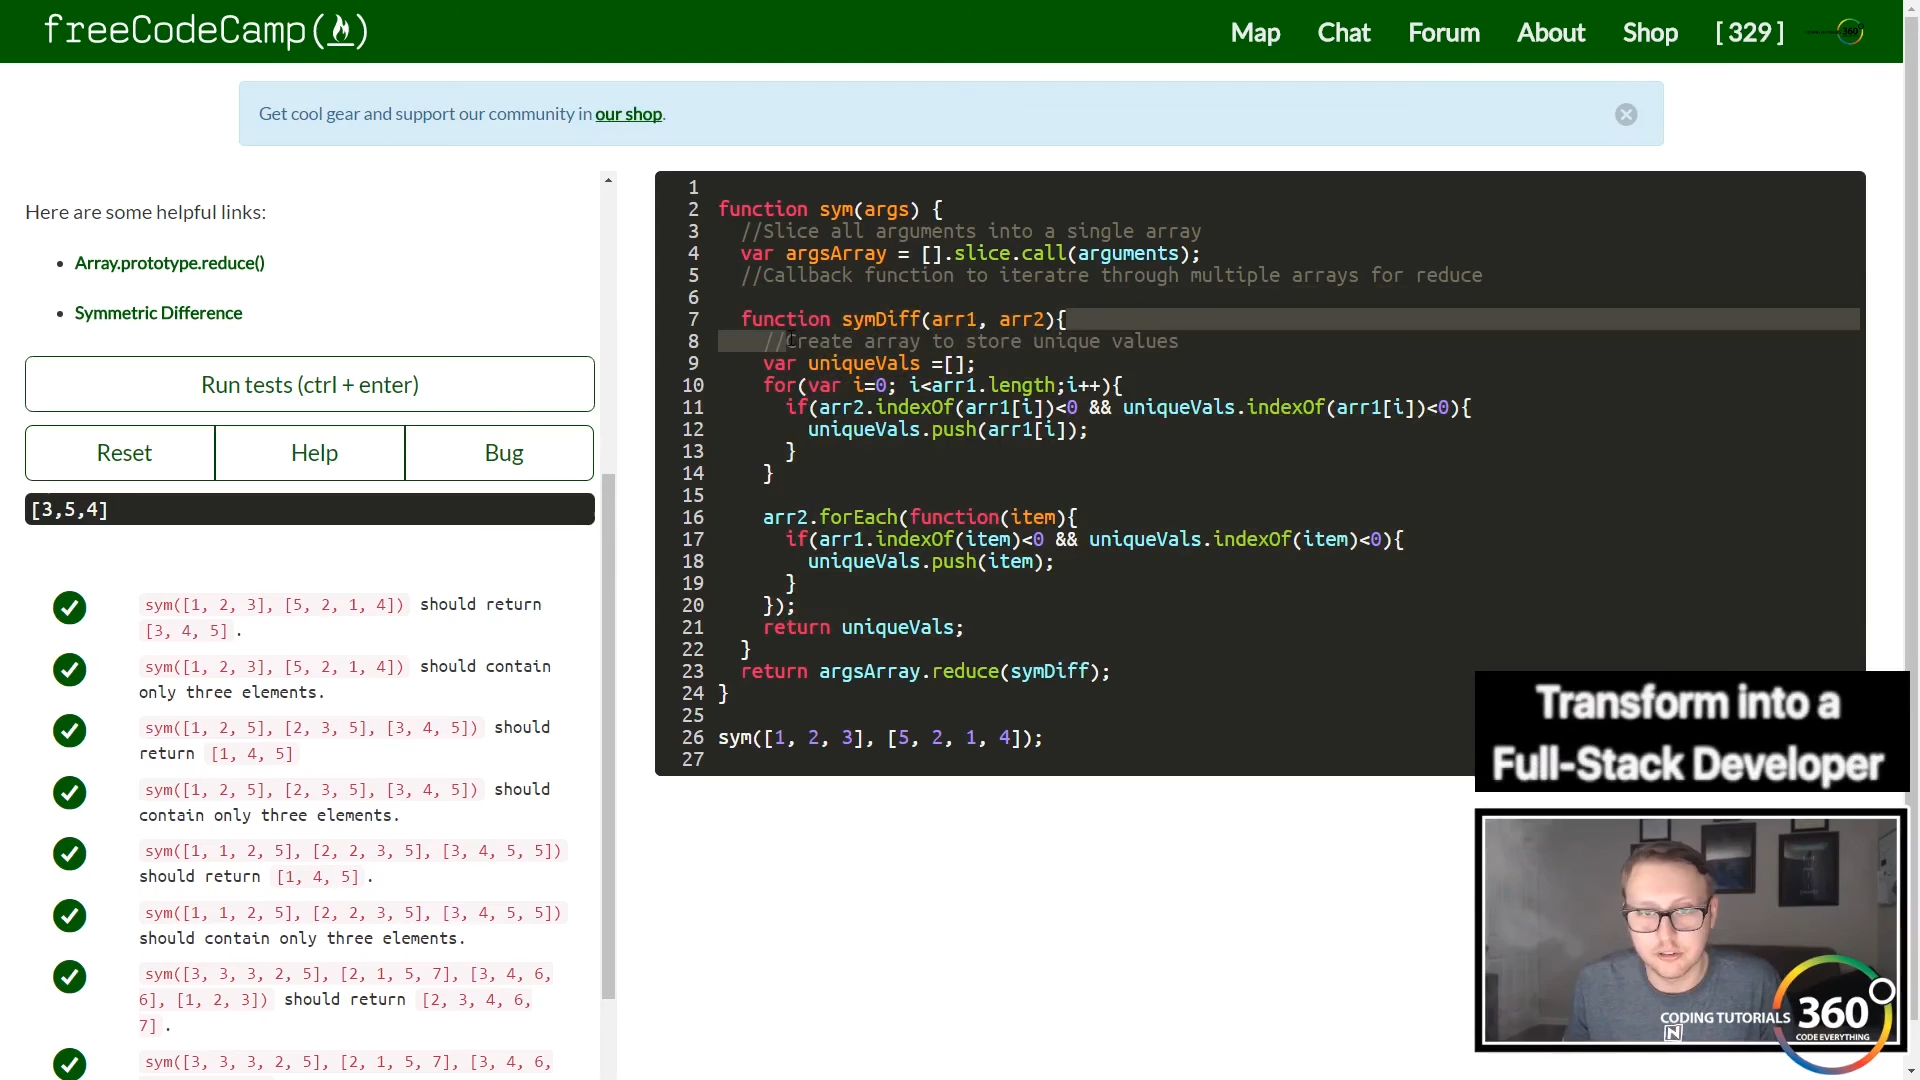 freeCodeCamp
Map Chat Forum About Shop [ 329 ]
Get cool gear and support our community in our shop.
Here are some helpful links:
Array.prototype.reduce()
Symmetric Difference
Run tests (ctrl + enter)
Reset Help Bug
[3,5,4]
sym([1, 2, 3], [5, 2, 1, 4]) should return
[3, 4, 5] .
sym([1, 2, 3], [5, 2, 1, 4]) should contain
only three elements.
sym([1, 2, 5], [2, 3, 5], [3, 4, 5]) should
return [1, 4, 5]
sym([1, 2, 5], [2, 3, 5], [3, 4, 5]) should
contain only three elements.
sym([1, 1, 2, 5], [2, 2, 3, 5], [3, 4, 5, 5])
should return [1, 4, 5] .
sym([1, 1, 2, 5], [2, 2, 3, 5], [3, 4, 5, 5])
should contain only three elements.
sym([3, 3, 3, 2, 5], [2, 1, 5, 7], [3, 4, 6,
6], [1, 2, 3]) should return [2, 3, 4, 6,
7] .
sym([3, 3, 3, 2, 5], [2, 1, 5, 7], [3, 4, 6,
1
2 function sym(args) {
3 //Slice all arguments into a single array
4 var argsArray = [].slice.call(arguments);
5 //Callback function to iteratre through multiple arrays for reduce
6
7 function symDiff(arr1, arr2){
8 //Create array to store unique values
9 var uniqueVals =[];
10 for(var i=0; i<arr1.length;i++){
11 if(arr2.indexOf(arr1[i])<0 && uniqueVals.indexOf(arr1[i])<0){
12 uniqueVals.push(arr1[i]);
13 }
14 }
15
16 arr2.forEach(function(item){
17 if(arr1.indexOf(item)<0 && uniqueVals.indexOf(item)<0){
18 uniqueVals.push(item);
19 }
20 });
21 return uniqueVals;
22 }
23 return argsArray.reduce(symDiff);
24 }
25
26 sym([1, 2, 3], [5, 2, 1, 4]);
27
Transform into a
Full-Stack Developer
CODING TUTORIALS 360
CODE EVERYTHING
N